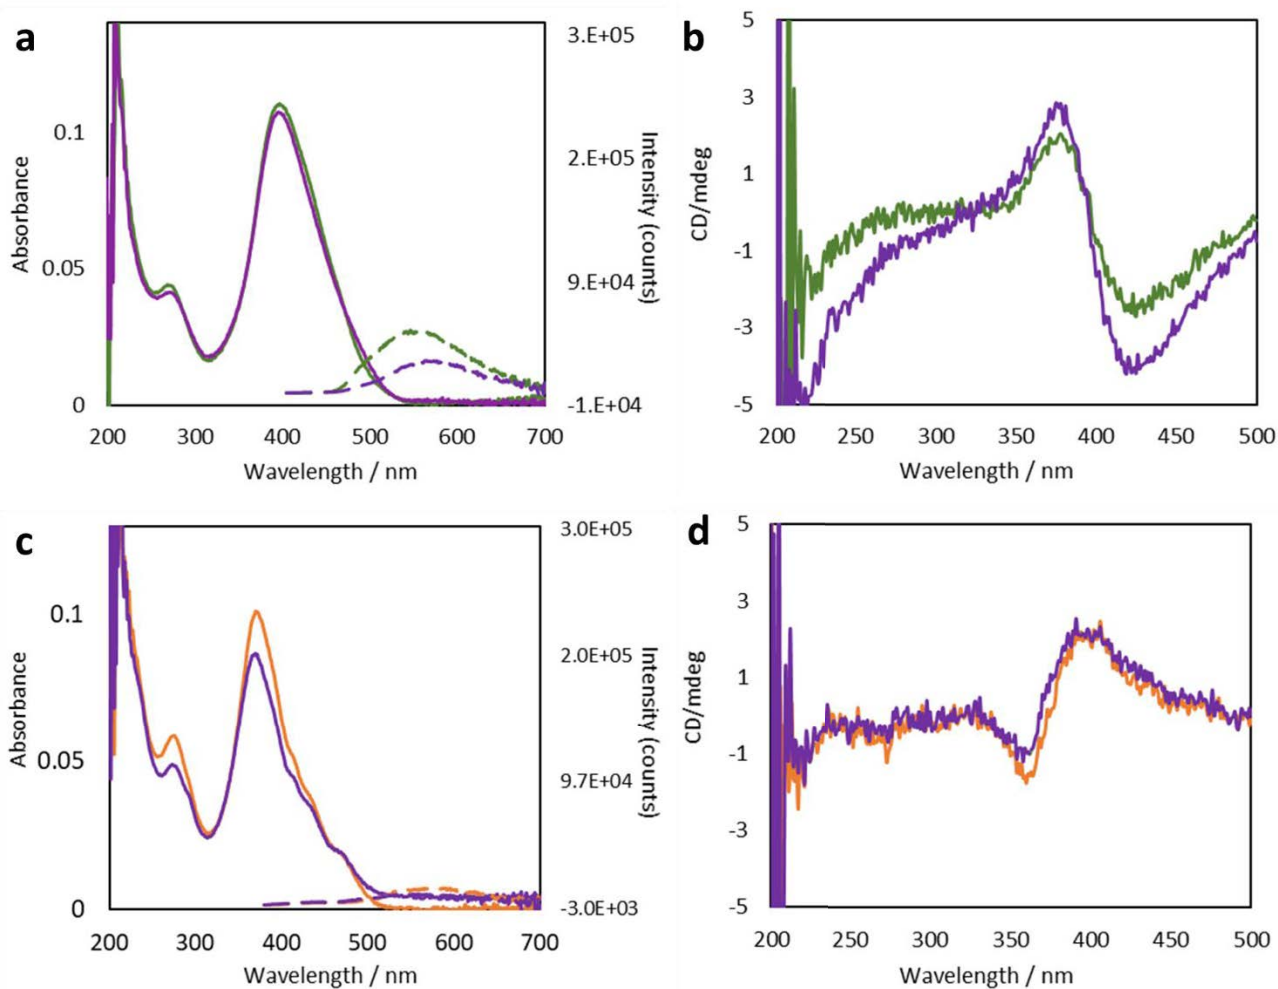 a
3.E+05
0.1
2.E+05
0.05
9.E+04
0
-1.E+04
Absorbance
Intensity (counts)
200 300 400 500 600 700
Wavelength / nm
b
5
3
1
-1
-3
-5
CD/mdeg
200 250 300 350 400 450 500
Wavelength / nm
c
3.0E+05
0.1
2.0E+05
0.05
9.7E+04
0
-3.0E+03
Absorbance
Intensity (counts)
200 300 400 500 600 700
Wavelength / nm
d
5
3
1
-1
-3
-5
CD/mdeg
200 250 300 350 400 450 500
Wavelength / nm